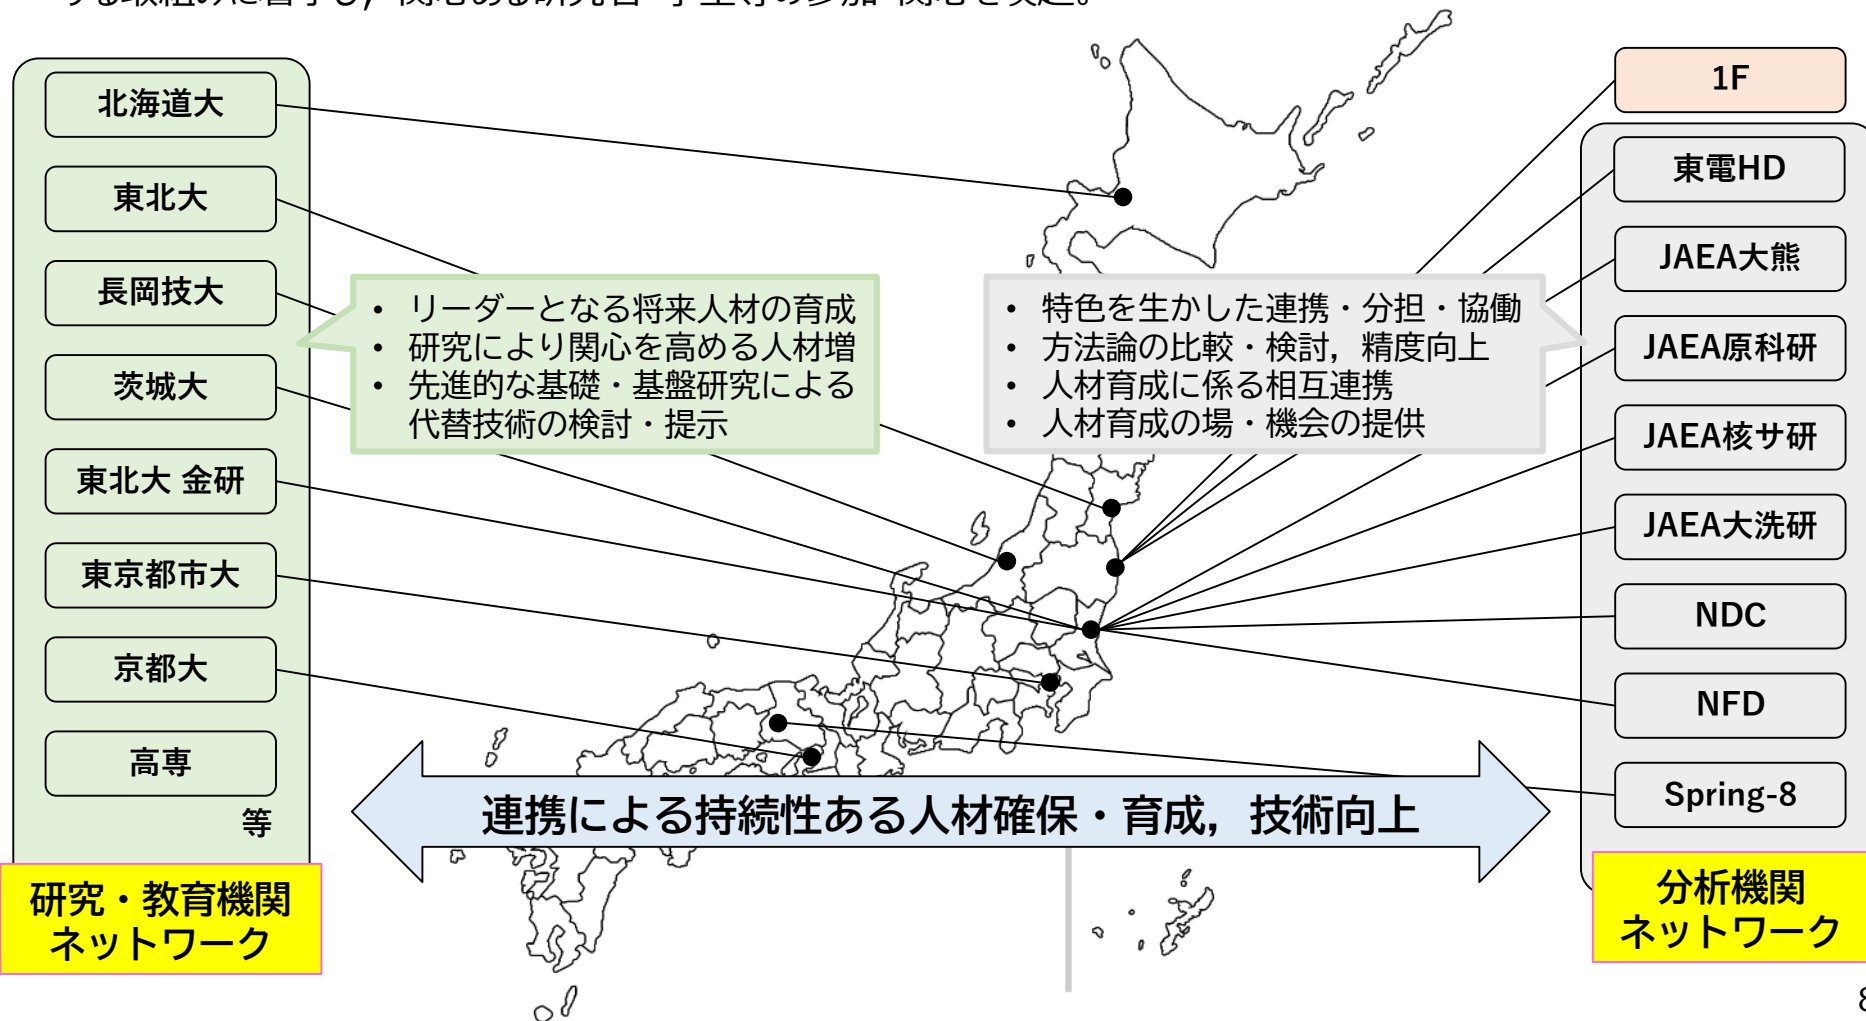 北海道大
東北大
長岡技大
茨城大
東北大 金研
東京都市大
京都大
高専
等
研究・教育機関
ネットワーク
• リーダーとなる将来人材の育成
• 研究により関心を高める人材増
• 先進的な基礎・基盤研究による
代替技術の検討・提示
• 特色を生かした連携・分担・協働
• 方法論の比較・検討，精度向上
• 人材育成に係る相互連携
• 人材育成の場・機会の提供
連携による持続性ある人材確保・育成，技術向上
1F
東電HD
JAEA大熊
JAEA原科研
JAEA核サ研
JAEA大洗研
NDC
NFD
Spring-8
分析機関
ネットワーク
8